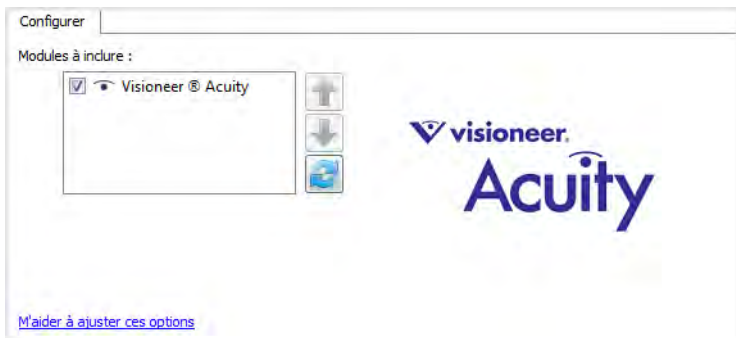 Configurer
Modules à inclure :
Visioneer ® Acuity
visioneer.
Acuity
M'aider à ajuster ces options